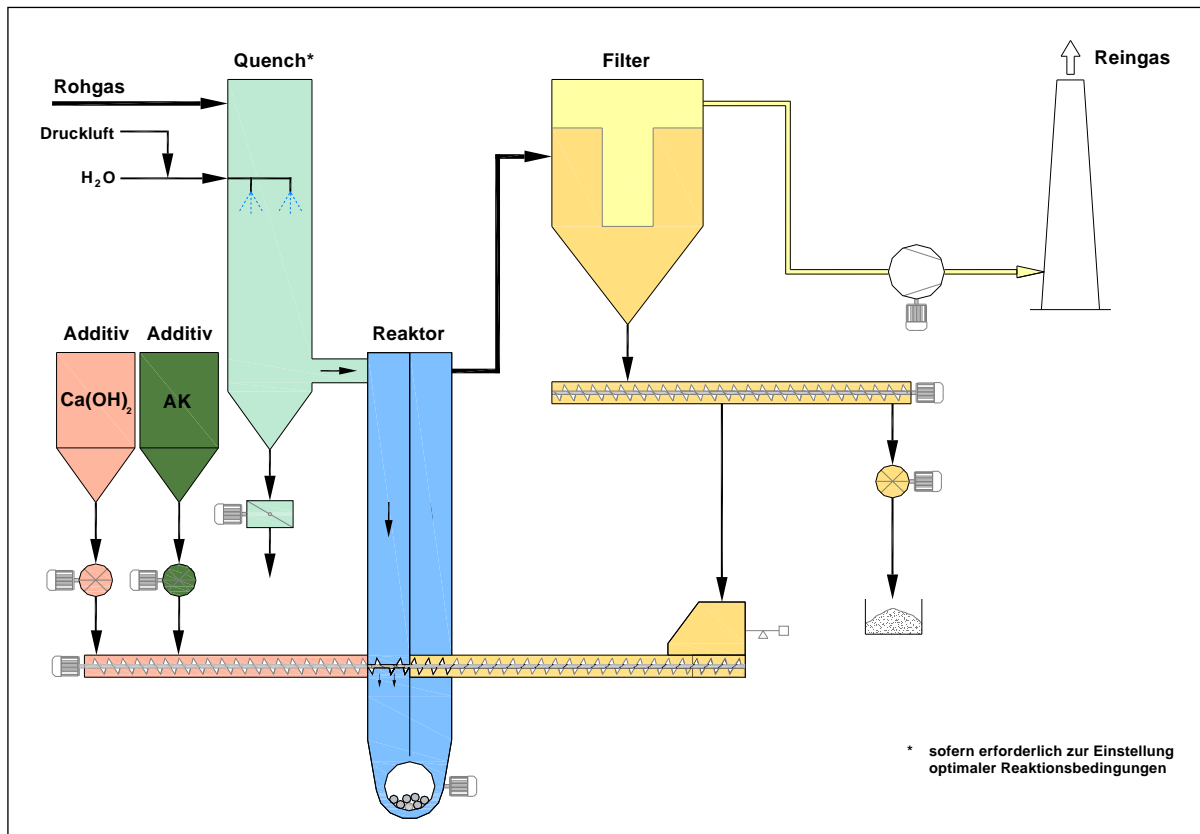 Quench*
Filter
Reingas
Rohgas
Druckluft
H₂O
Additiv Additiv
Reaktor
Ca(OH)₂
AK
* sofern erforderlich zur Einstellung
optimaler Reaktionsbedingungen